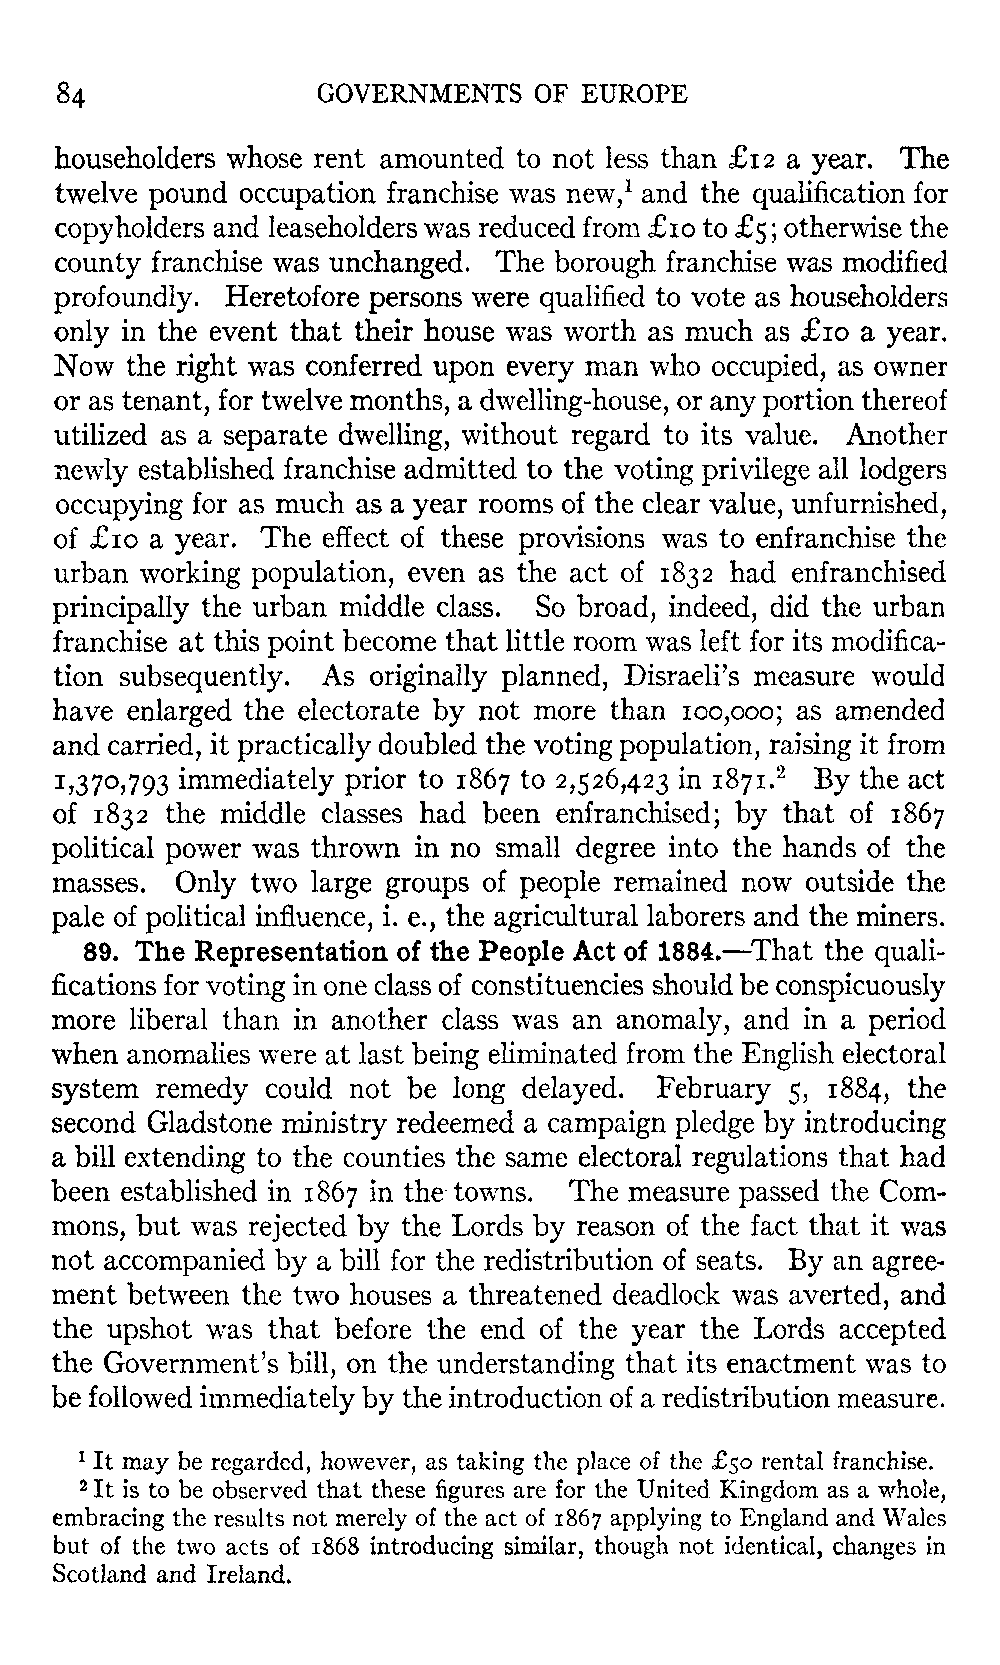 84 GOVERNMENTS OF EUROPE
householders whose rent amounted to not less than £12 a year. The
twelve pound occupation franchise was new,¹ and the qualification for
copyholders and leaseholders was reduced from £10 to £5; otherwise the
county franchise was unchanged. The borough franchise was modified
profoundly. Heretofore persons were qualified to vote as householders
only in the event that their house was worth as much as £10 a year.
Now the right was conferred upon every man who occupied, as owner
or as tenant, for twelve months, a dwelling-house, or any portion thereof
utilized as a separate dwelling, without regard to its value. Another
newly established franchise admitted to the voting privilege all lodgers
occupying for as much as a year rooms of the clear value, unfurnished,
of £10 a year. The effect of these provisions was to enfranchise the
urban working population, even as the act of 1832 had enfranchised
principally the urban middle class. So broad, indeed, did the urban
franchise at this point become that little room was left for its modifica-
tion subsequently. As originally planned, Disraeli's measure would
have enlarged the electorate by not more than 100,000; as amended
and carried, it practically doubled the voting population, raising it from
1,370,793 immediately prior to 1867 to 2,526,423 in 1871.² By the act
of 1832 the middle classes had been enfranchised; by that of 1867
political power was thrown in no small degree into the hands of the
masses. Only two large groups of people remained now outside the
pale of political influence, i. e., the agricultural laborers and the miners.
89. The Representation of the People Act of 1884.—That the quali-
fications for voting in one class of constituencies should be conspicuously
more liberal than in another class was an anomaly, and in a period
when anomalies were at last being eliminated from the English electoral
system remedy could not be long delayed. February 5, 1884, the
second Gladstone ministry redeemed a campaign pledge by introducing
a bill extending to the counties the same electoral regulations that had
been established in 1867 in the towns. The measure passed the Com-
mons, but was rejected by the Lords by reason of the fact that it was
not accompanied by a bill for the redistribution of seats. By an agree-
ment between the two houses a threatened deadlock was averted, and
the upshot was that before the end of the year the Lords accepted
the Government's bill, on the understanding that its enactment was to
be followed immediately by the introduction of a redistribution measure.
¹ It may be regarded, however, as taking the place of the £50 rental franchise.
² It is to be observed that these figures are for the United Kingdom as a whole,
embracing the results not merely of the act of 1867 applying to England and Wales
but of the two acts of 1868 introducing similar, though not identical, changes in
Scotland and Ireland.